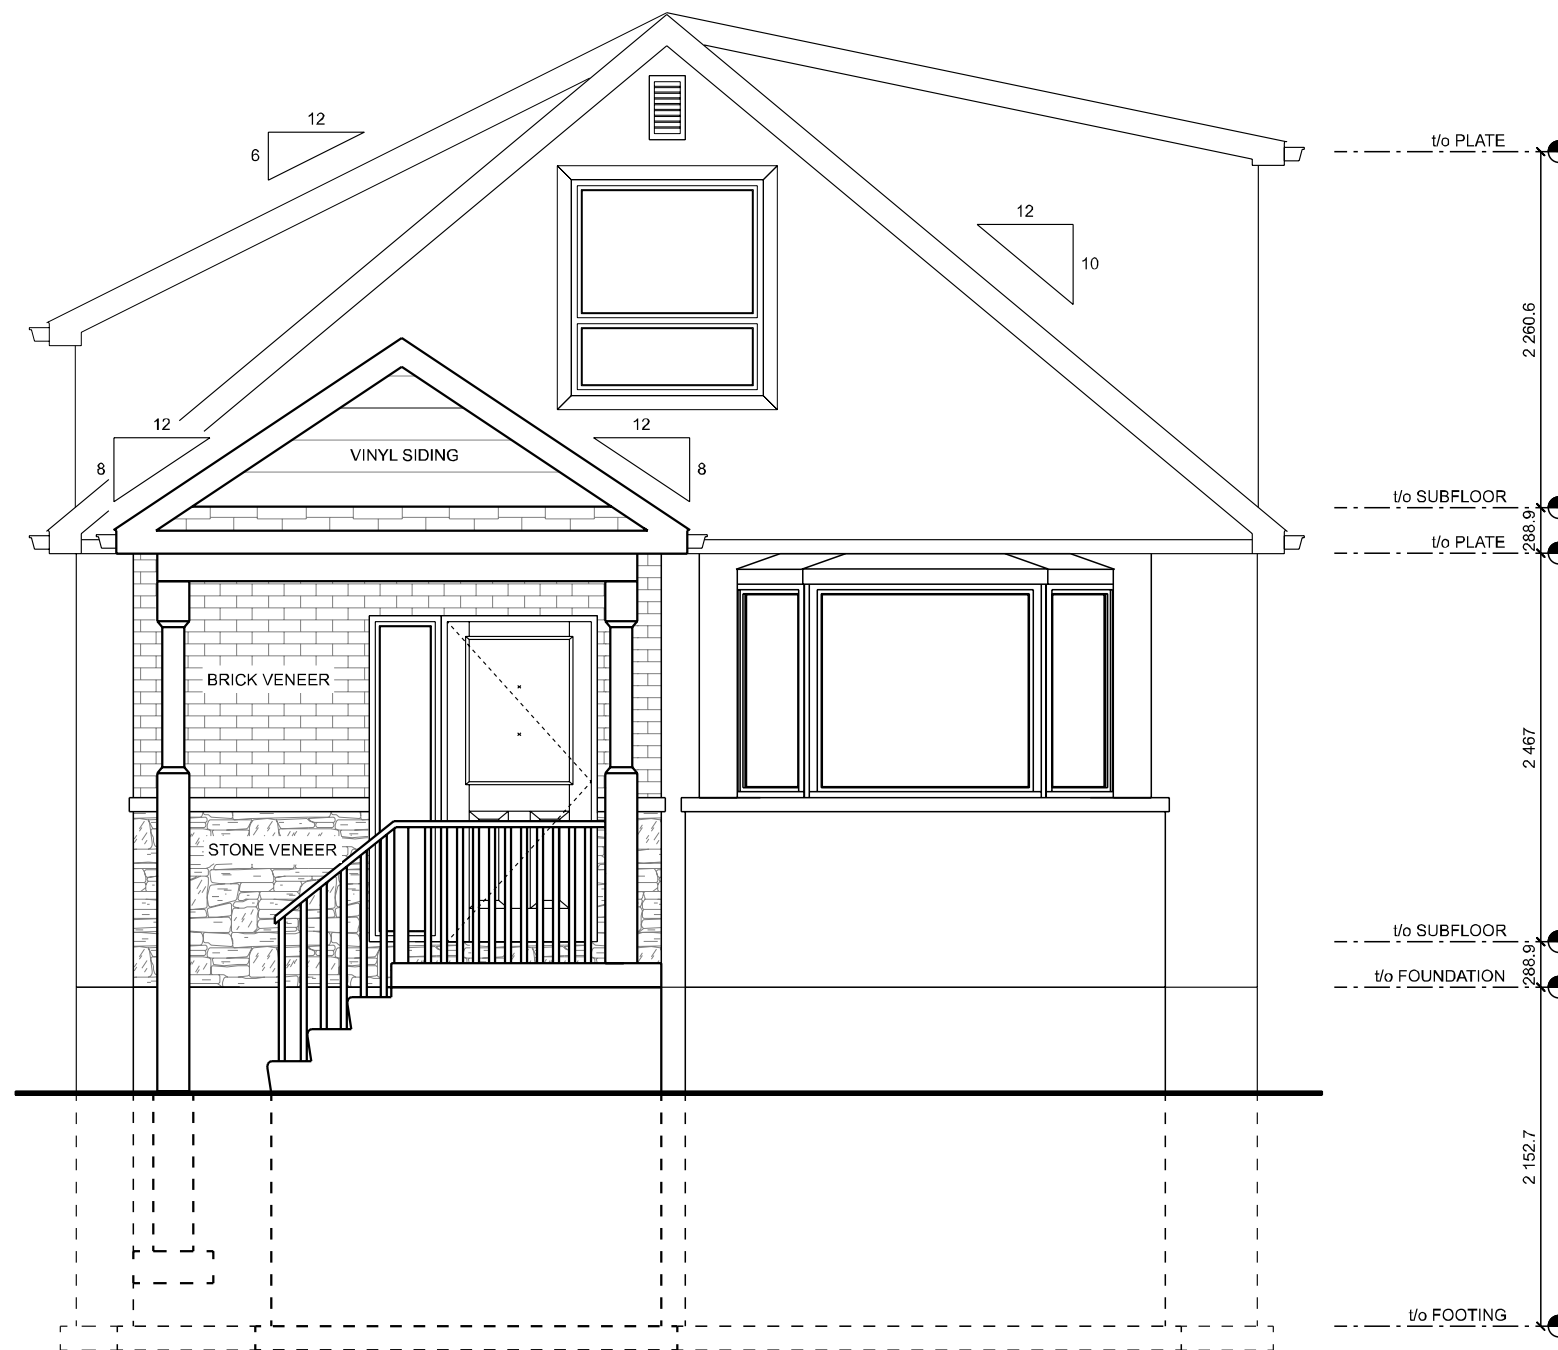 12
6
t/o PLATE
12
10
2 260.6
12
8
VINYL SIDING
12
8
t/o SUBFLOOR
288.9
t/o PLATE
BRICK VENEER
2 467
STONE VENEER
t/o SUBFLOOR
288.9
t/o FOUNDATION
2 152.7
t/o FOOTING